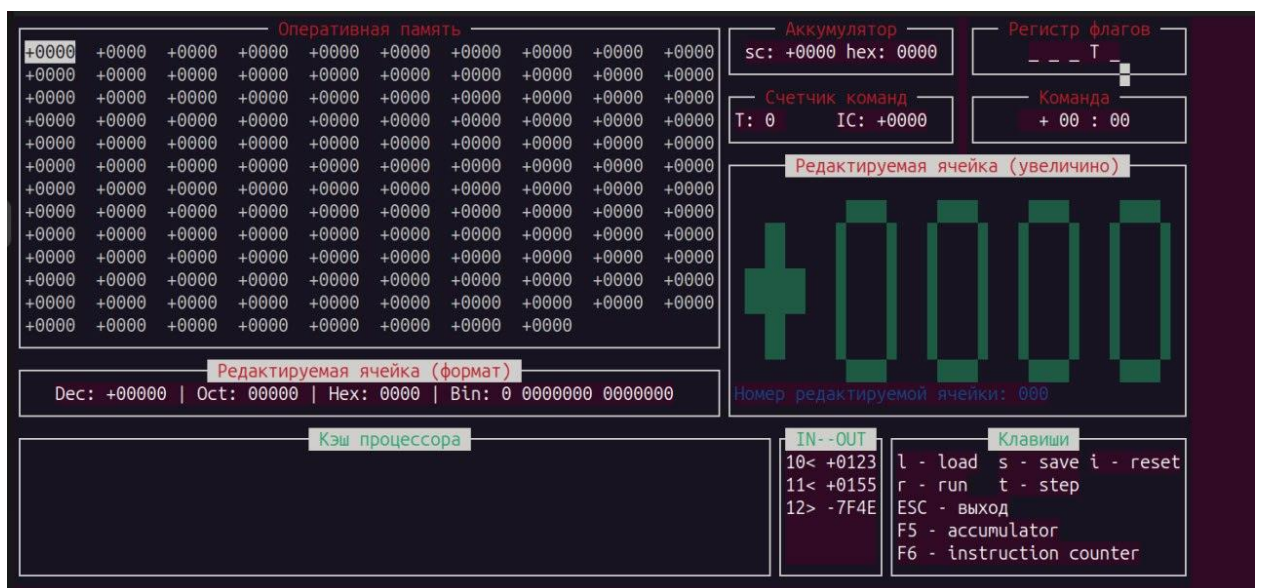 Оперативная память
+0000 +0000 +0000 +0000 +0000 +0000 +0000 +0000 +0000 +0000
+0000 +0000 +0000 +0000 +0000 +0000 +0000 +0000 +0000 +0000
+0000 +0000 +0000 +0000 +0000 +0000 +0000 +0000 +0000 +0000
+0000 +0000 +0000 +0000 +0000 +0000 +0000 +0000 +0000 +0000
+0000 +0000 +0000 +0000 +0000 +0000 +0000 +0000 +0000 +0000
+0000 +0000 +0000 +0000 +0000 +0000 +0000 +0000 +0000 +0000
+0000 +0000 +0000 +0000 +0000 +0000 +0000 +0000 +0000 +0000
+0000 +0000 +0000 +0000 +0000 +0000 +0000 +0000 +0000 +0000
+0000 +0000 +0000 +0000 +0000 +0000 +0000 +0000 +0000 +0000
+0000 +0000 +0000 +0000 +0000 +0000 +0000 +0000 +0000 +0000
+0000 +0000 +0000 +0000 +0000 +0000 +0000 +0000 +0000 +0000
+0000 +0000 +0000 +0000 +0000 +0000 +0000 +0000 +0000 +0000
+0000 +0000 +0000 +0000 +0000 +0000 +0000 +0000
Аккумулятор
sc: +0000 hex: 0000
Регистр флагов
_ _ _ T _
Счетчик команд
T: 0 IC: +0000
Команда
+ 00 : 00
Редактируемая ячейка (увеличино)
+0000
Номер редактируемой ячейки: 000
Редактируемая ячейка (формат)
Dec: +00000 | Oct: 00000 | Hex: 0000 | Bin: 0 0000000 0000000
Кэш процессора
IN--OUT
10< +0123
11< +0155
12> -7F4E
Клавиши
l - load s - save i - reset
r - run t - step
ESC - выход
F5 - accumulator
F6 - instruction counter